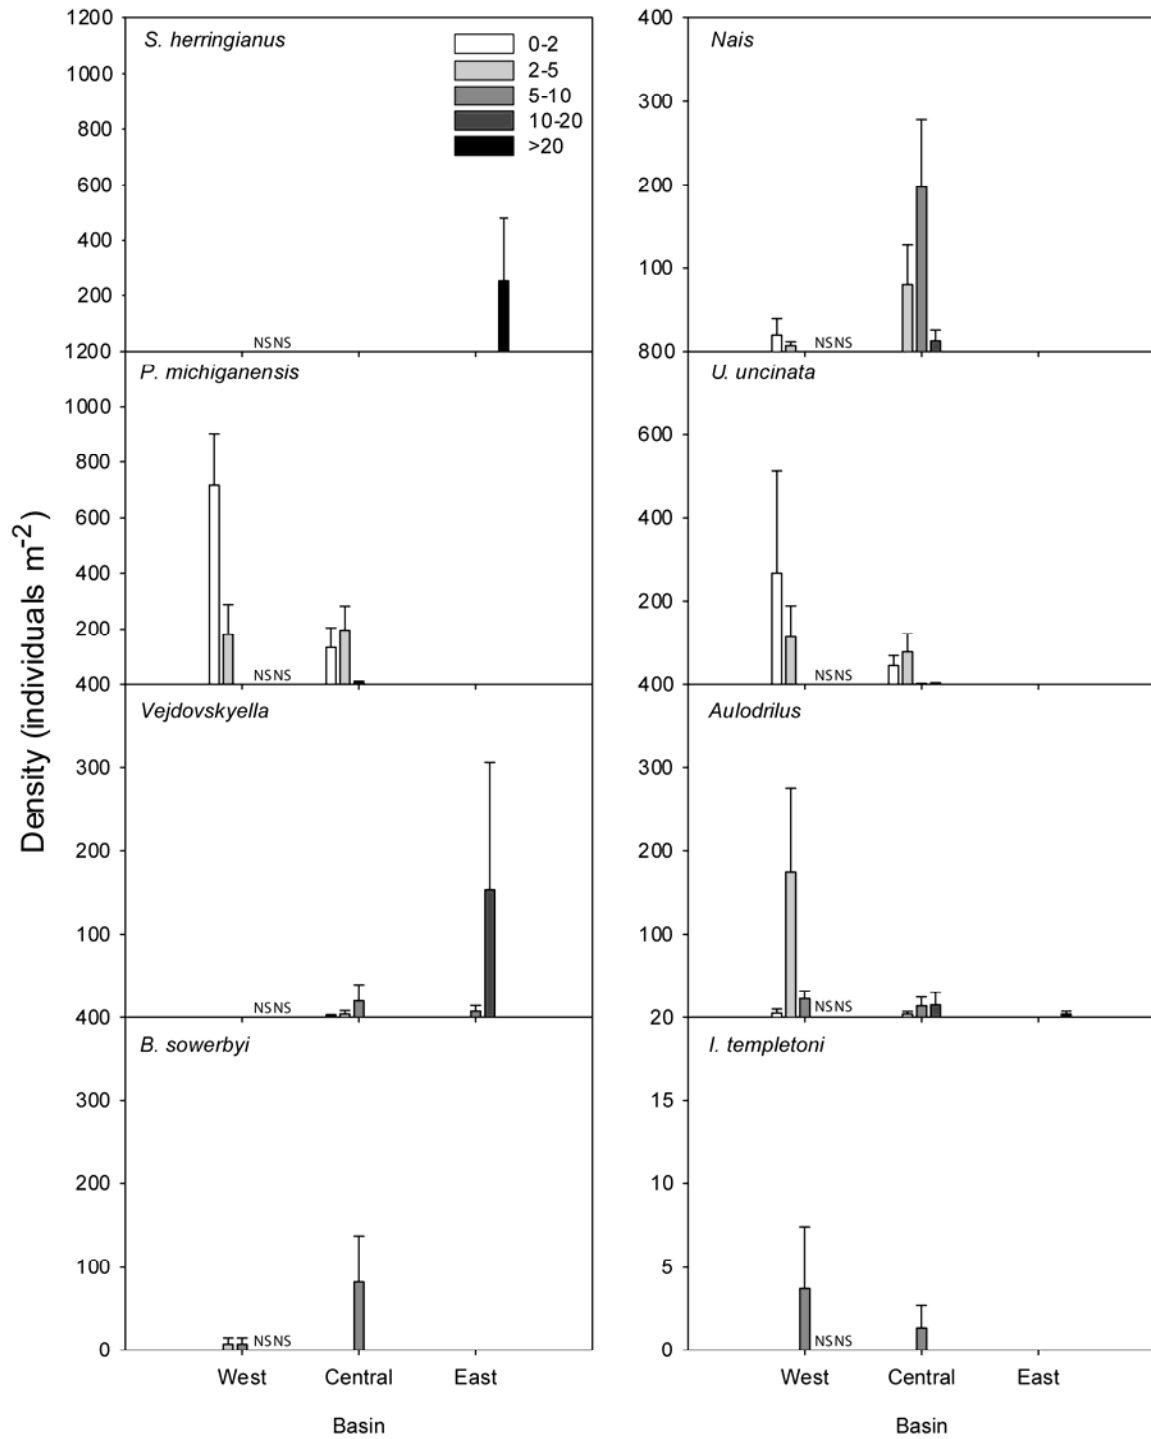 Density (individuals m⁻²)
S. herringianus
0-2
2-5
5-10
10-20
>20
1200
1000
800
600
400
200
NS NS
Nais
400
300
200
100
NS NS
P. michiganensis
1200
1000
800
600
400
200
NS NS
U. uncinata
800
600
400
200
NS NS
Vejdovskyella
400
300
200
100
NS NS
Aulodrilus
400
300
200
100
NS NS
B. sowerbyi
400
300
200
100
0
NS NS
West Central East
Basin
I. templetoni
20
15
10
5
0
NS NS
West Central East
Basin